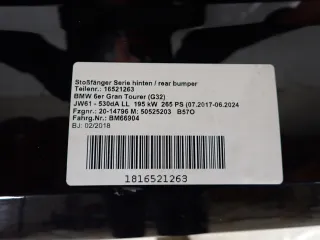 Stoßfänger Serie hinten / rear bumper
Teilenr.: 16521263
BMW 6er Gran Tourer (G32)
JW61 - 530dA LL 195 kW 265 PS (07.2017-06.2024
Fzgnr.: 20-14796 M: 50525203 B57O
Fahrg.Nr.: BM66904
BJ: 02/2018
1816521263